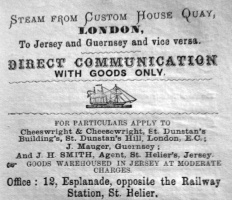 STEAM FROM CUSTOM HOUSE QUAY,
LONDON,
To Jersey and Guernsey and vice versa.
DIRECT COMMUNICATION
WITH GOODS ONLY.
FOR PARTICULARS APPLY TO
Cheeswright & Cheesewright, St. Dunstan's
Building's, St. Dunstan's Hill, London, E.C.;
J. Mauger, Guernsey;
And J. H. SMITH, Agent, St. Helier's, Jersey.
GOODS WAREHOUSED IN JERSEY AT MODERATE
CHARGES.
Office: 12, Esplanade, opposite the Railway
Station, St. Helier.